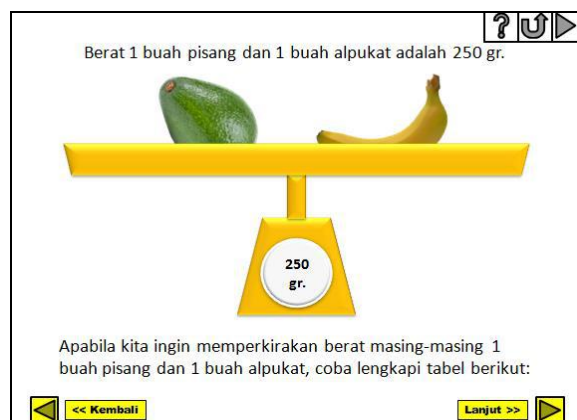 ?
Berat 1 buah pisang dan 1 buah alpukat adalah 250 gr.
250
gr.
Apabila kita ingin memperkirakan berat masing-masing 1
buah pisang dan 1 buah alpukat, coba lengkapi tabel berikut:
<< Kembali
Lanjut >>